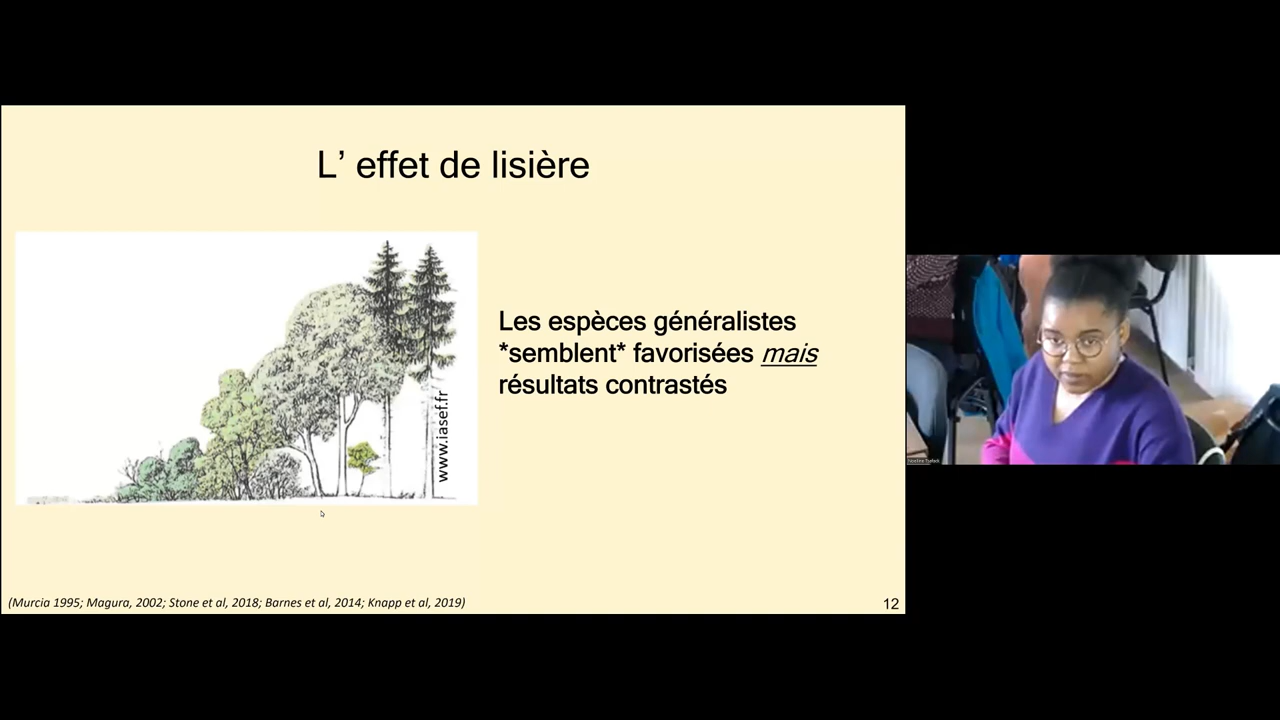 L’ effet de lisière
Les espèces généralistes
*semblent* favorisées mais
résultats contrastés
www.iasef.fr
(Murcia 1995; Magura, 2002; Stone et al, 2018; Barnes et al, 2014; Knapp et al, 2019)
12